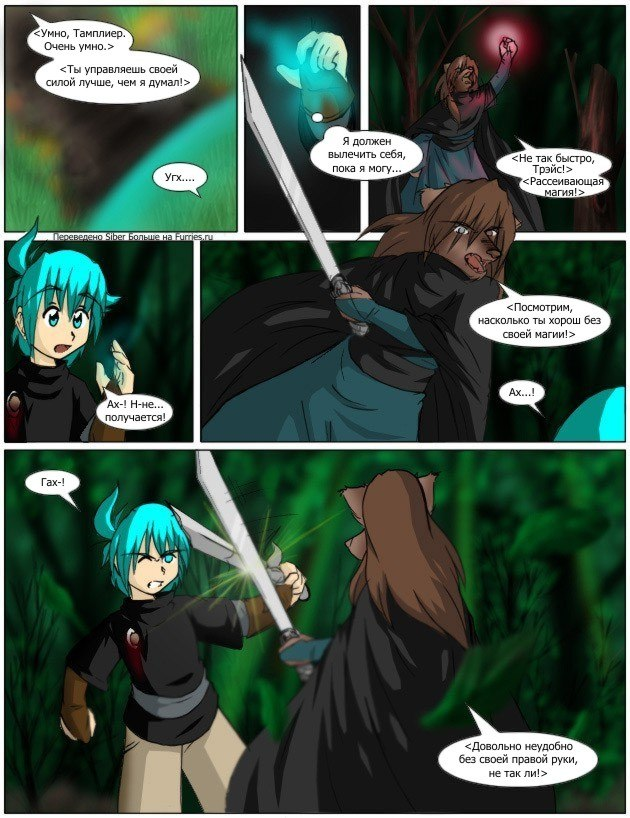 <Умно, Тамплиер.
Очень умно.>
<Ты управляешь своей
силой лучше, чем я думал!>
Угх....
Я должен
вылечить себя,
пока я могу...
<Не так быстро,
Трэйс!>
<Рассеивающая
магия!>
Переведено Siber Больше на Furries.ru
Ах-! Н-не...
получается!
<Посмотрим,
насколько ты хорош без
своей магии!>
Ах...!
Гах-!
<Довольно неудобно
без своей правой руки,
не так ли!>